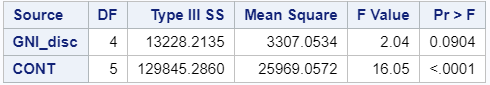 Source DF Type III SS Mean Square F Value Pr > F
GNI_disc 4 13228.2135 3307.0534 2.04 0.0904
CONT 5 129845.2860 25969.0572 16.05 <.0001